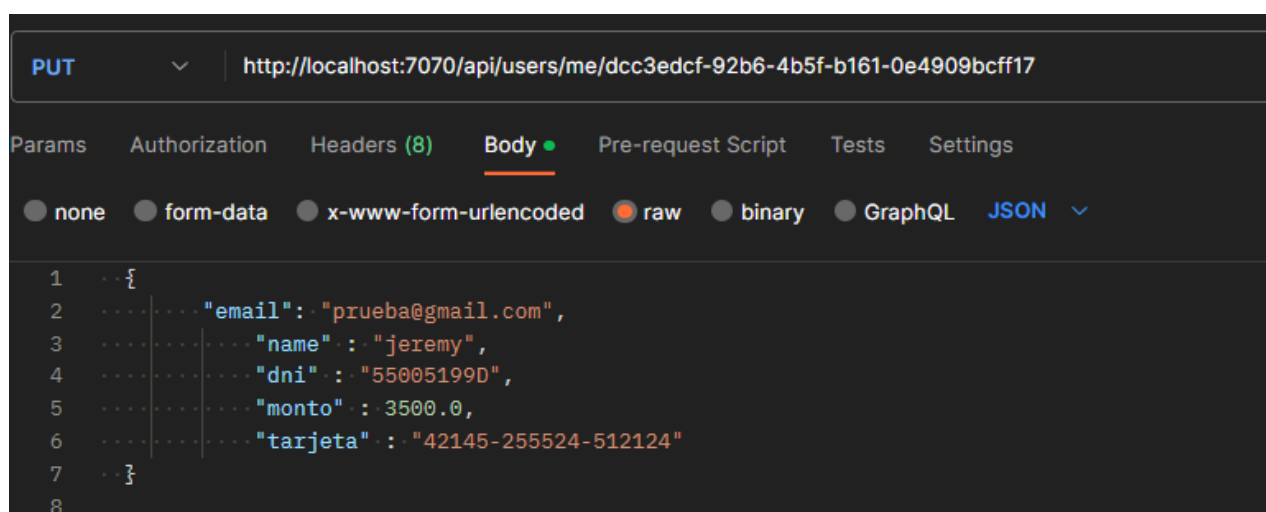 PUT http://localhost:7070/api/users/me/dcc3edcf-92b6-4b5f-b161-0e4909bcff17
Params Authorization Headers (8) Body Pre-request Script Tests Settings
none form-data x-www-form-urlencoded raw binary GraphQL JSON
1 {
2 "email": "prueba@gmail.com",
3 "name" : "jeremy",
4 "dni" : "55005199D",
5 "monto" : 3500.0,
6 "tarjeta" : "42145-255524-512124"
7 }
8